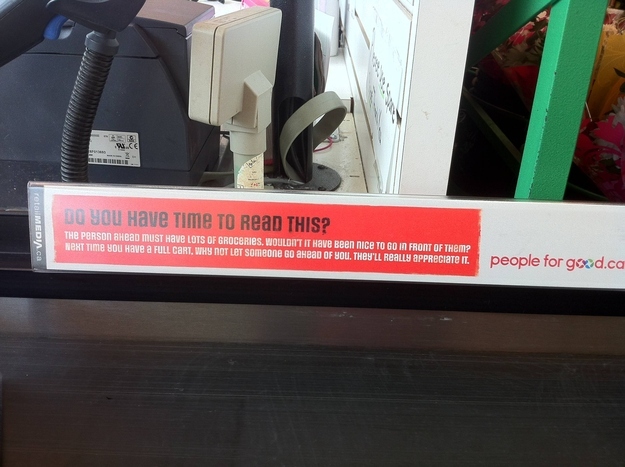 DO YOU HAVE TIME TO READ THIS?
THE PERSON AHEAD MUST HAVE LOTS OF GROCERIES. WOULDN'T IT HAVE BEEN NICE TO GO IN FRONT OF THEM?
NEXT TIME YOU HAVE A FULL CART, WHY NOT LET SOMEONE GO AHEAD OF YOU. THEY'LL REALLY APPRECIATE IT.
people for good.ca
MEDIA.ca